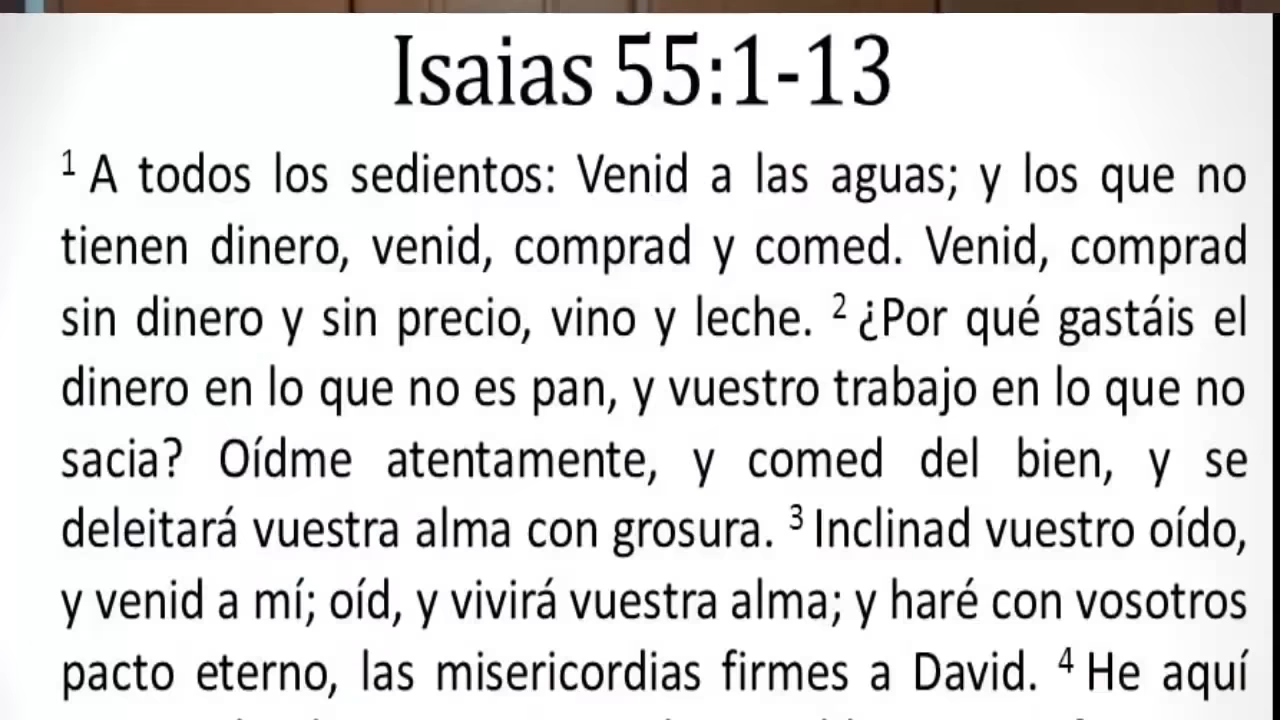 Isaias 55:1-13
1 A todos los sedientos: Venid a las aguas; y los que no
tienen dinero, venid, comprad y comed. Venid, comprad
sin dinero y sin precio, vino y leche. 2 ¿Por qué gastáis el
dinero en lo que no es pan, y vuestro trabajo en lo que no
sacia? Oídme atentamente, y comed del bien, y se
deleitará vuestra alma con grosura. 3 Inclinad vuestro oído,
y venid a mí; oíd, y vivirá vuestra alma; y haré con vosotros
pacto eterno, las misericordias firmes a David. 4 He aquí